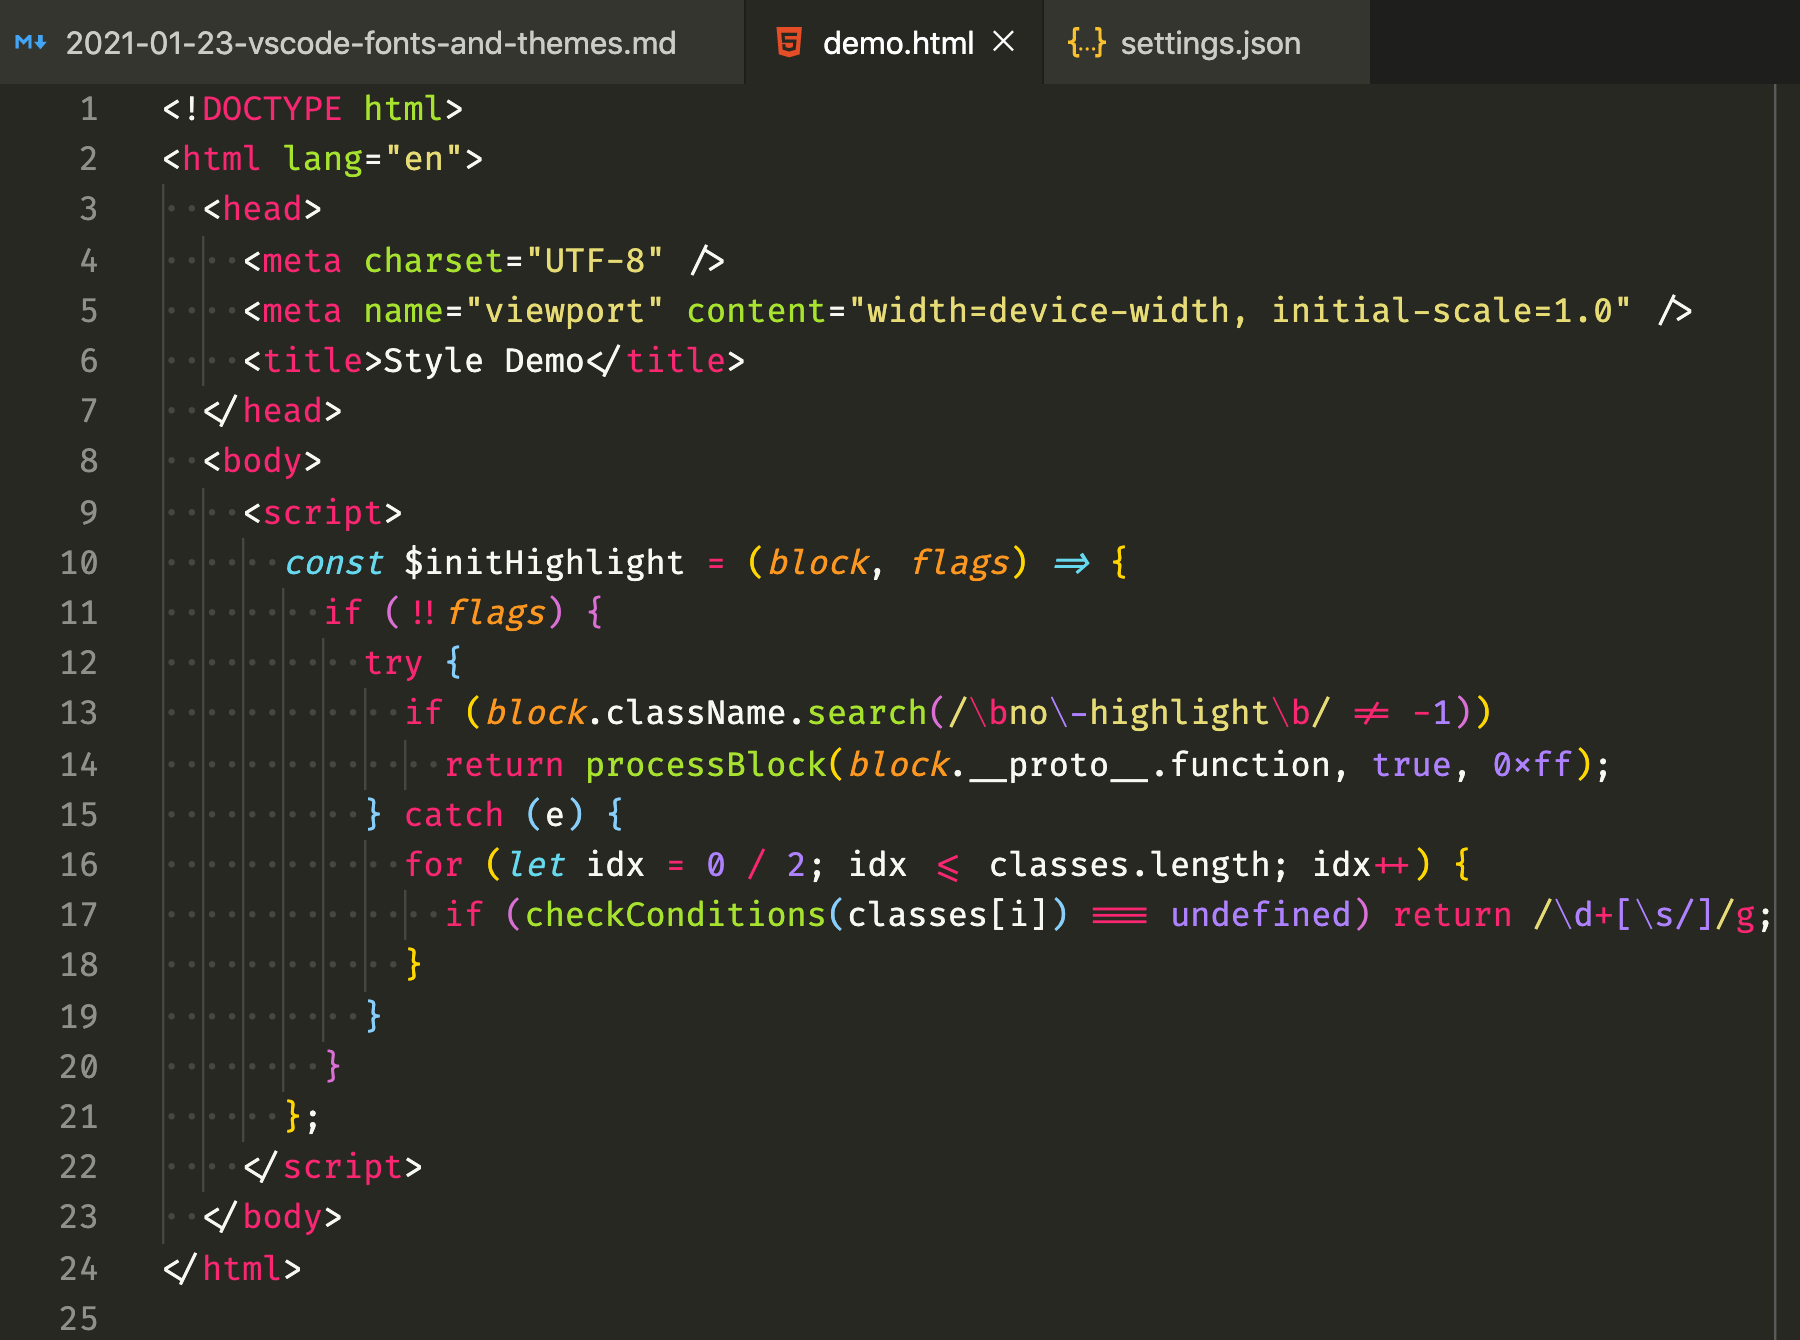 2021-01-23-vscode-fonts-and-themes.md demo.html × {...} settings.json
1 <!DOCTYPE html>
2 <html lang="en">
3 <head>
4 <meta charset="UTF-8" />
5 <meta name="viewport" content="width=device-width, initial-scale=1.0" />
6 <title>Style Demo</title>
7 </head>
8 <body>
9 <script>
10 const $initHighlight = (block, flags) => {
11 if (!!flags) {
12 try {
13 if (block.className.search(/\bno\-highlight\b/ != -1))
14 return processBlock(block.__proto__.function, true, 0xff);
15 } catch (e) {
16 for (let idx = 0 / 2; idx <= classes.length; idx++) {
17 if (checkConditions(classes[i]) === undefined) return /\d+[\s/]/g;
18 }
19 }
20 }
21 };
22 </script>
23 </body>
24 </html>
25